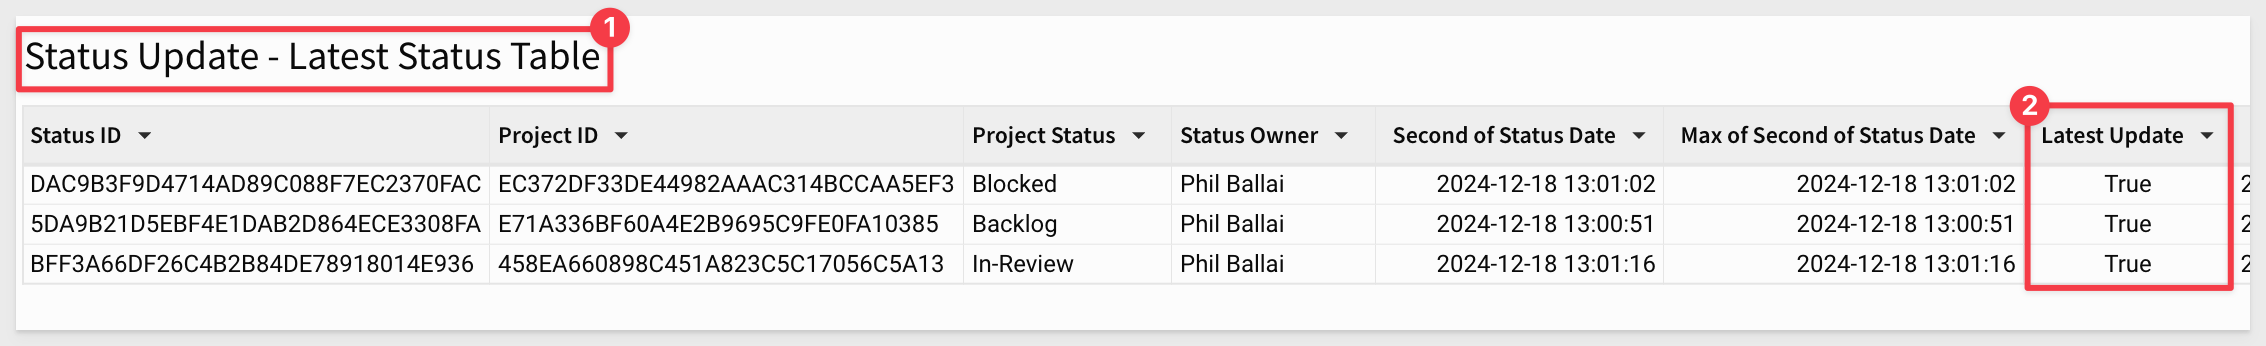 1
Status Update - Latest Status Table
2
Status ID Project ID Project Status Status Owner Second of Status Date Max of Second of Status Date Latest Update
DAC9B3F9D4714AD89C088F7EC2370FAC EC372DF33DE44982AAAC314BCCAA5EF3 Blocked Phil Ballai 2024-12-18 13:01:02 2024-12-18 13:01:02 True 2
5DA9B21D5EBF4E1DAB2D864ECE3308FA E71A336BF60A4E2B9695C9FE0FA10385 Backlog Phil Ballai 2024-12-18 13:00:51 2024-12-18 13:00:51 True 2
BFF3A66DF26C4B2B84DE78918014E936 458EA660898C451A823C5C17056C5A13 In-Review Phil Ballai 2024-12-18 13:01:16 2024-12-18 13:01:16 True 2